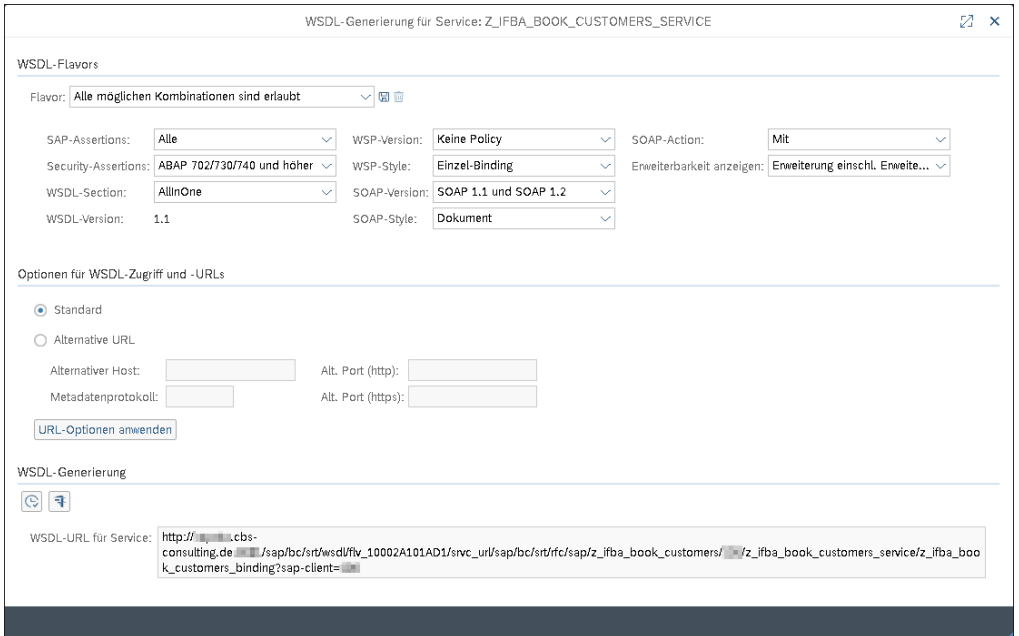 WSDL-Generierung für Service: Z_IFBA_BOOK_CUSTOMERS_SERVICE
WSDL-Flavors
Flavor: Alle möglichen Kombinationen sind erlaubt
SAP-Assertions: Alle WSP-Version: Keine Policy SOAP-Action: Mit
Security-Assertions: ABAP 702/730/740 und höher WSP-Style: Einzel-Binding Erweiterbarkeit anzeigen: Erweiterung einschl. Erweite...
WSDL-Section: AllInOne SOAP-Version: SOAP 1.1 und SOAP 1.2
WSDL-Version: 1.1 SOAP-Style: Dokument
Optionen für WSDL-Zugriff und -URLs
Standard
Alternative URL
Alternativer Host: Alt. Port (http):
Metadatenprotokoll: Alt. Port (https):
URL-Optionen anwenden
WSDL-Generierung
WSDL-URL für Service: http:// .cbs-
consulting.de /sap/bc/srt/wsdl/flv_10002A101AD1/srvc_url/sap/bc/srt/rfc/sap/z_ifba_book_customers/ /z_ifba_book_customers_service/z_ifba_boo
k_customers_binding?sap-client=